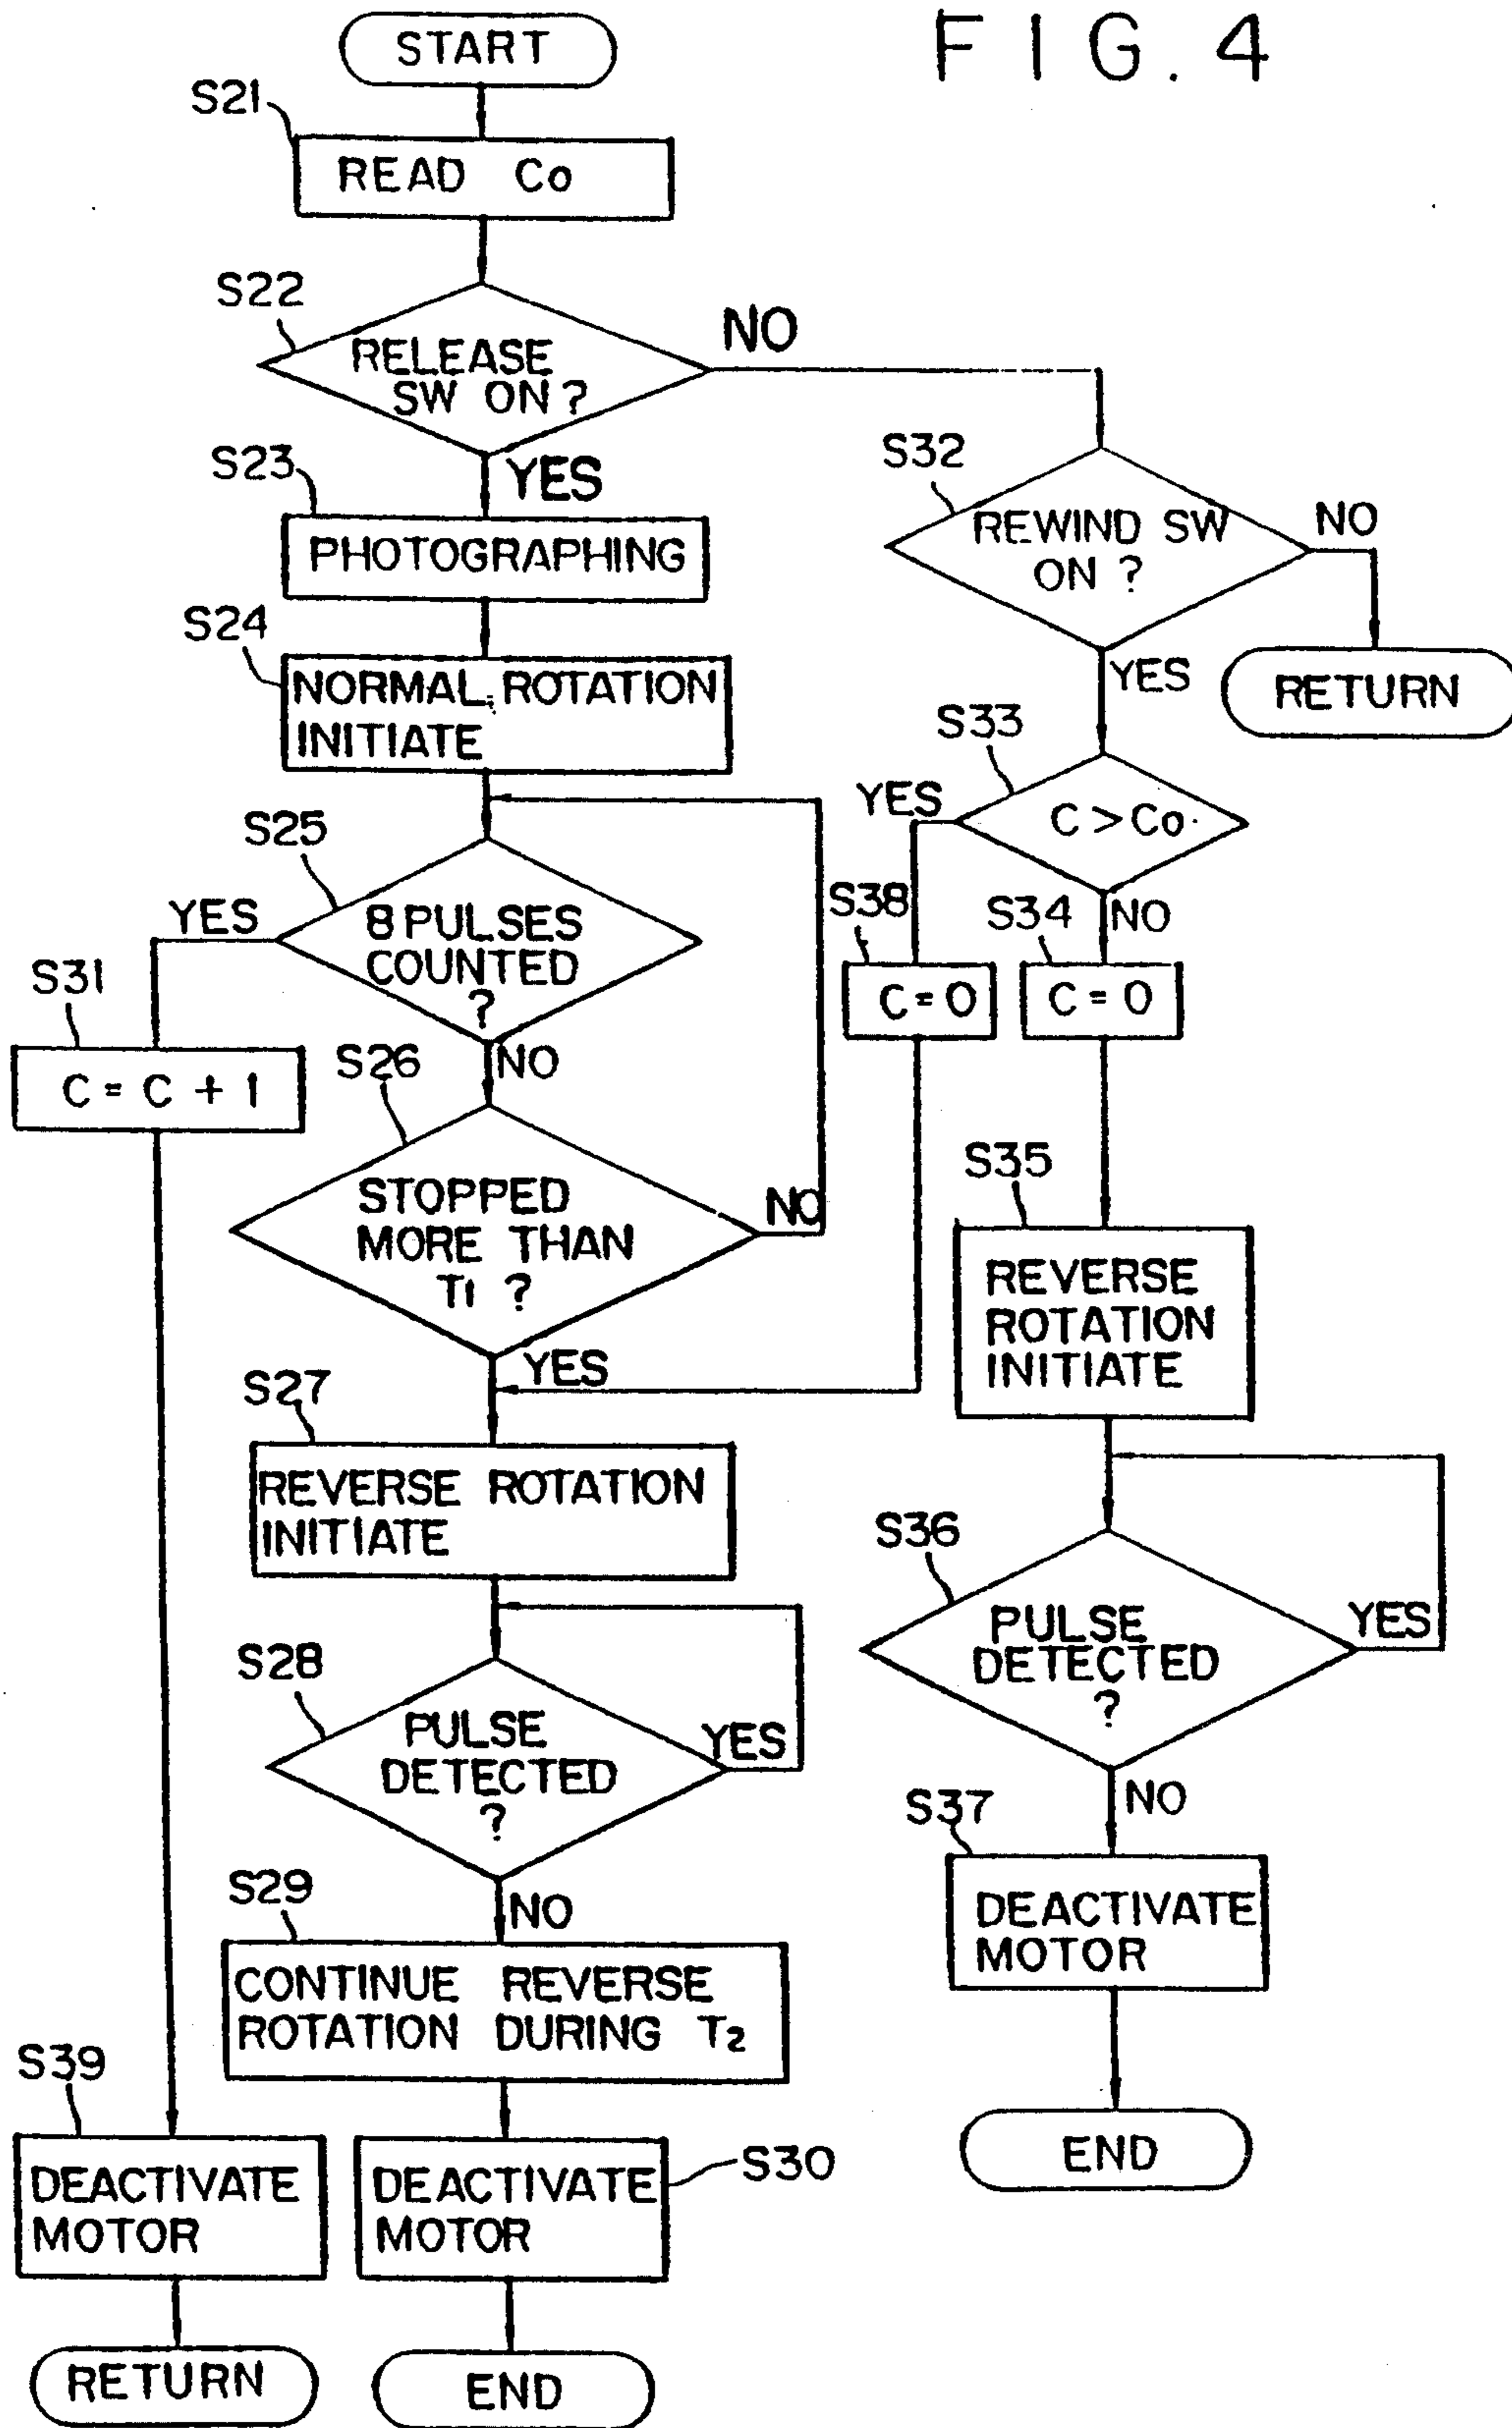 FIG. 4
START
S21
READ Co
S22
RELEASE
SW ON?
NO
YES
S23
PHOTOGRAPHING
S24
NORMAL ROTATION
INITIATE
S25
8 PULSES
COUNTED
?
YES
NO
S31
C = C + 1
S26
STOPPED
MORE THAN
T1 ?
NO
YES
S27
REVERSE ROTATION
INITIATE
S28
PULSE
DETECTED
?
YES
NO
S29
CONTINUE REVERSE
ROTATION DURING T2
S39
DEACTIVATE
MOTOR
RETURN
S30
DEACTIVATE
MOTOR
END
S32
REWIND SW
ON ?
NO
RETURN
YES
S33
C > Co
YES
NO
S38
C = 0
S34
C = 0
S35
REVERSE
ROTATION
INITIATE
S36
PULSE
DETECTED
?
YES
NO
S37
DEACTIVATE
MOTOR
END